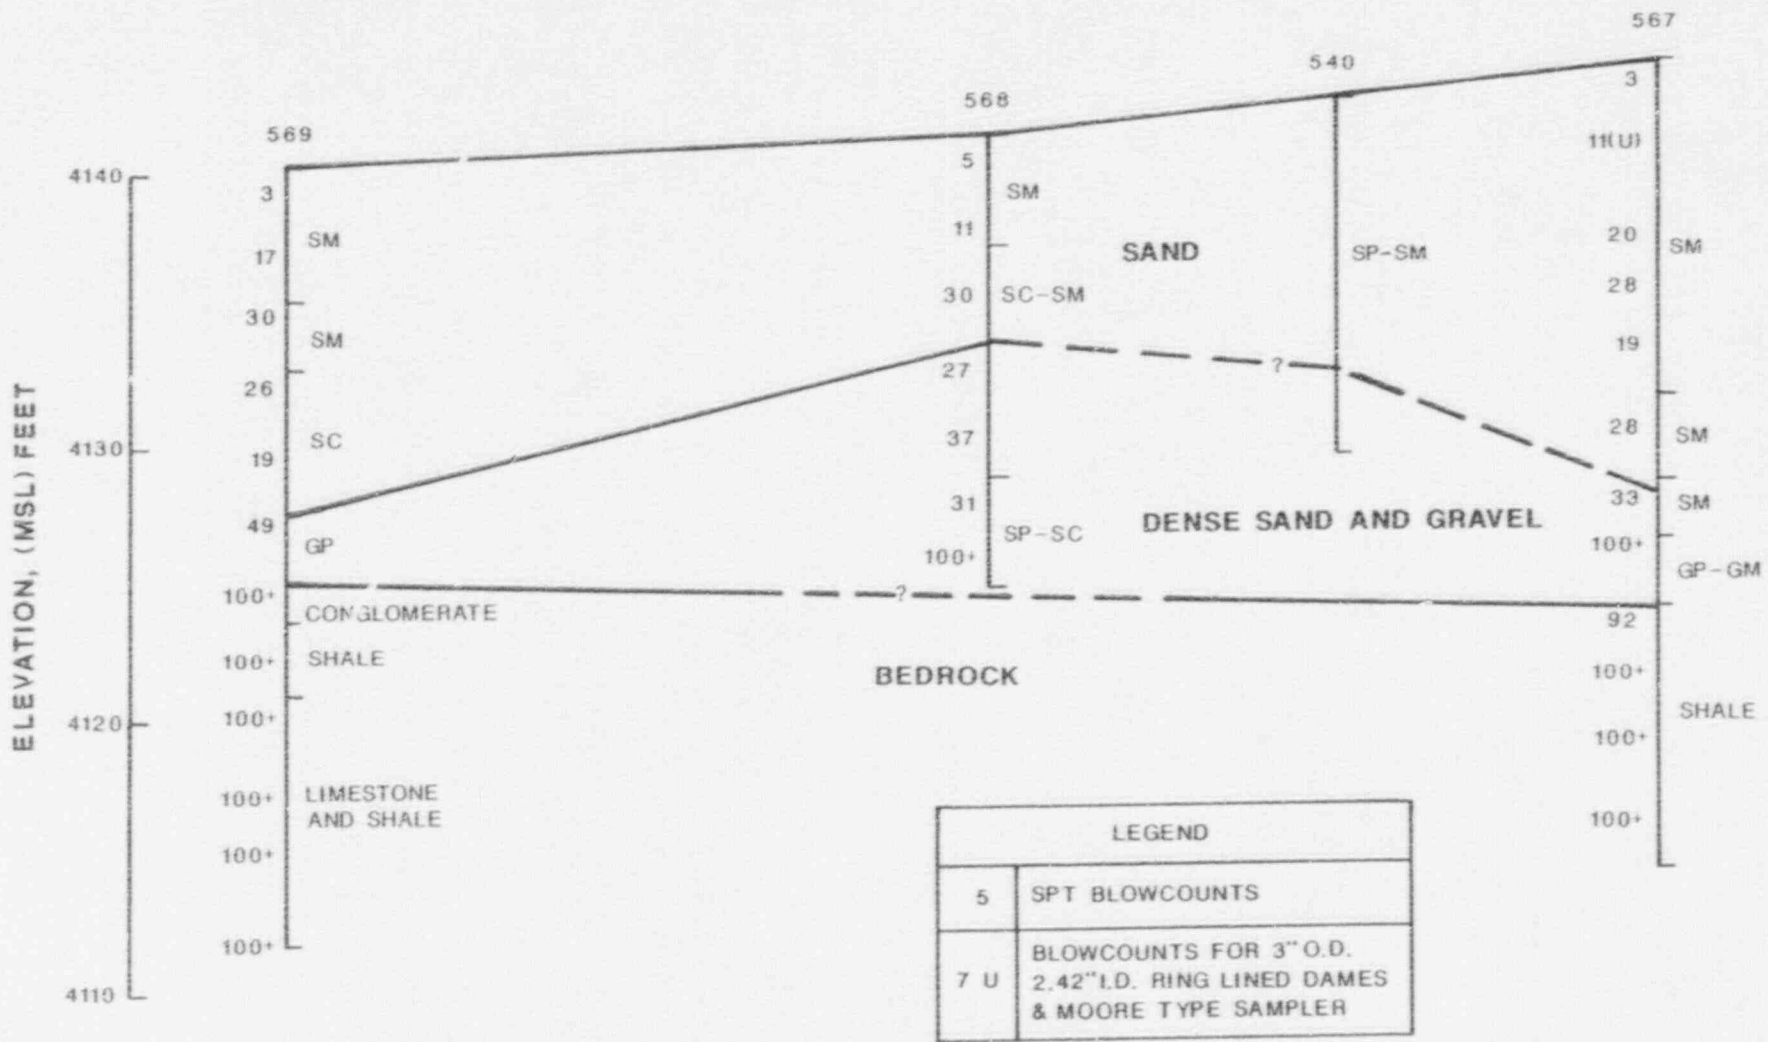 ELEVATION, (MSL) FEET
4140
4130
4120
4110
569
3
17
30
26
19
49
100+
100+
100+
100+
100+
100+
SM
SM
SC
GP
CONGLOMERATE
SHALE
LIMESTONE
AND SHALE
568
5
11
30
27
37
31
100+
SM
SC-SM
SP-SC
SAND
540
SP-SM
567
3
11(U)
20
28
19
28
33
100+
92
100+
100+
100+
SM
SM
SM
GP-GM
SHALE
?
DENSE SAND AND GRAVEL
?
BEDROCK
LEGEND
5 SPT BLOWCOUNTS
7 U BLOWCOUNTS FOR 3" O.D.
2.42" I.D. RING LINED DAMES
& MOORE TYPE SAMPLER